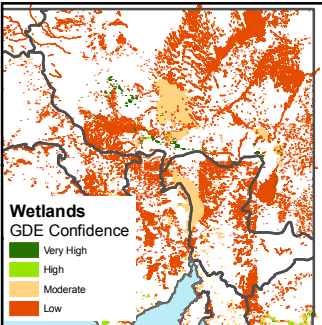 Wetlands
GDE Confidence
Very High
High
Moderate
Low